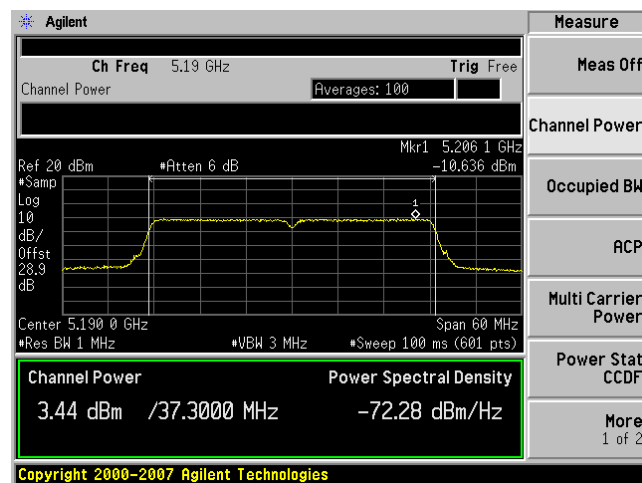 Agilent
Measure
Ch Freq 5.19 GHz Trig Free
Channel Power Averages: 100
Mkr1 5.206 1 GHz
Ref 20 dBm #Atten 6 dB -10.636 dBm
#Samp
Log
10
dB/
Offst
28.9
dB
1
Center 5.190 0 GHz Span 60 MHz
#Res BW 1 MHz #VBW 3 MHz #Sweep 100 ms (601 pts)
Channel Power Power Spectral Density
3.44 dBm /37.3000 MHz -72.28 dBm/Hz
Meas Off
Channel Power
Occupied BW
ACP
Multi Carrier
Power
Power Stat
CCDF
More
1 of 2
Copyright 2000-2007 Agilent Technologies